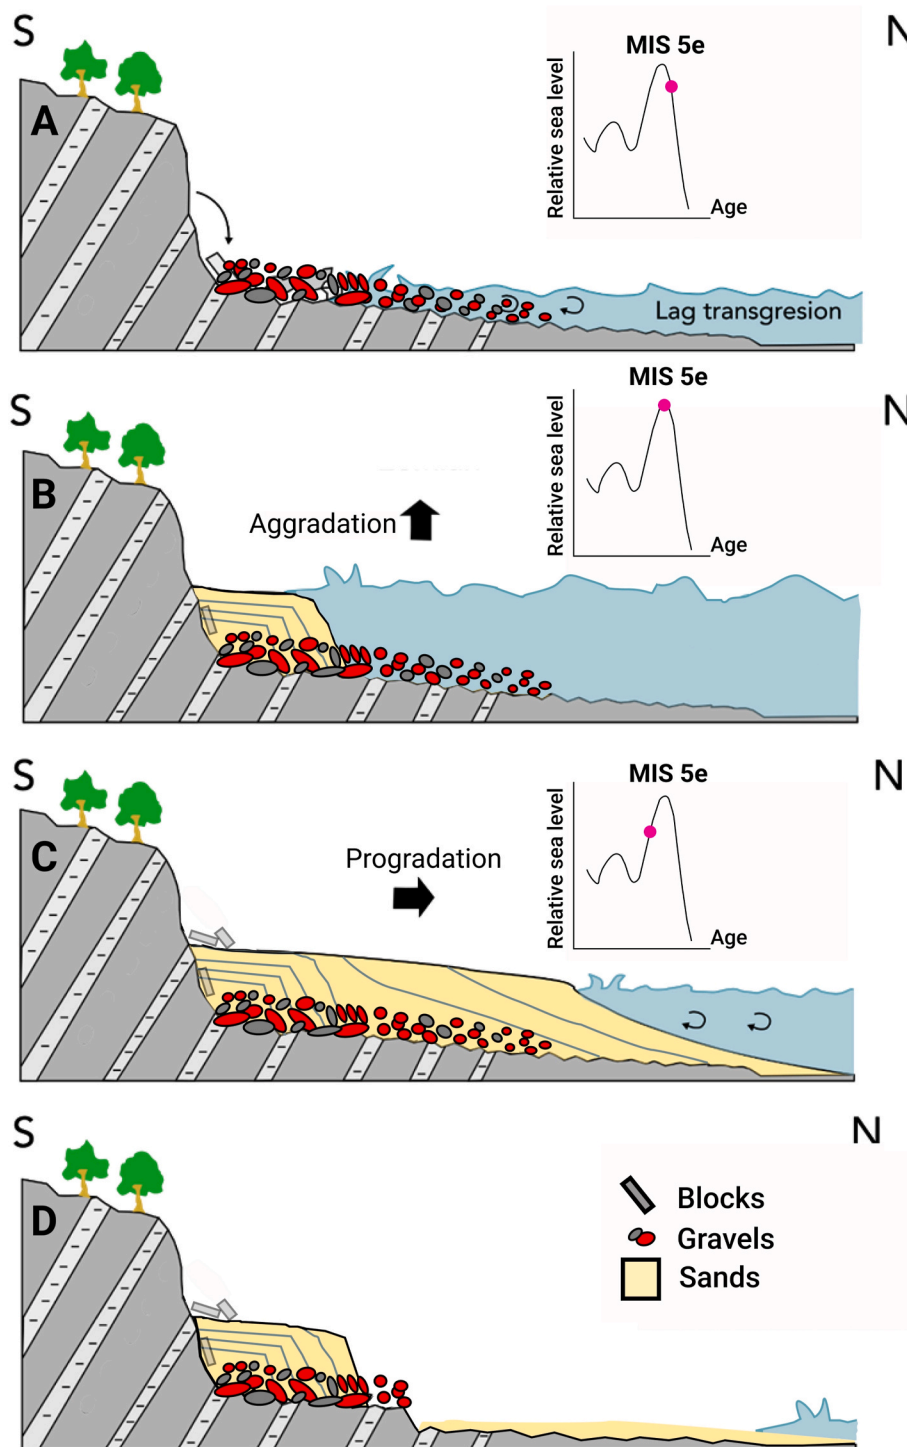 S
N
MIS 5e
A
Relative sea level
Age
Lag transgresion
S
N
MIS 5e
B
Relative sea level
Aggradation
Age
S
N
MIS 5e
C
Relative sea level
Progradation
Age
S
N
D
Blocks
Gravels
Sands